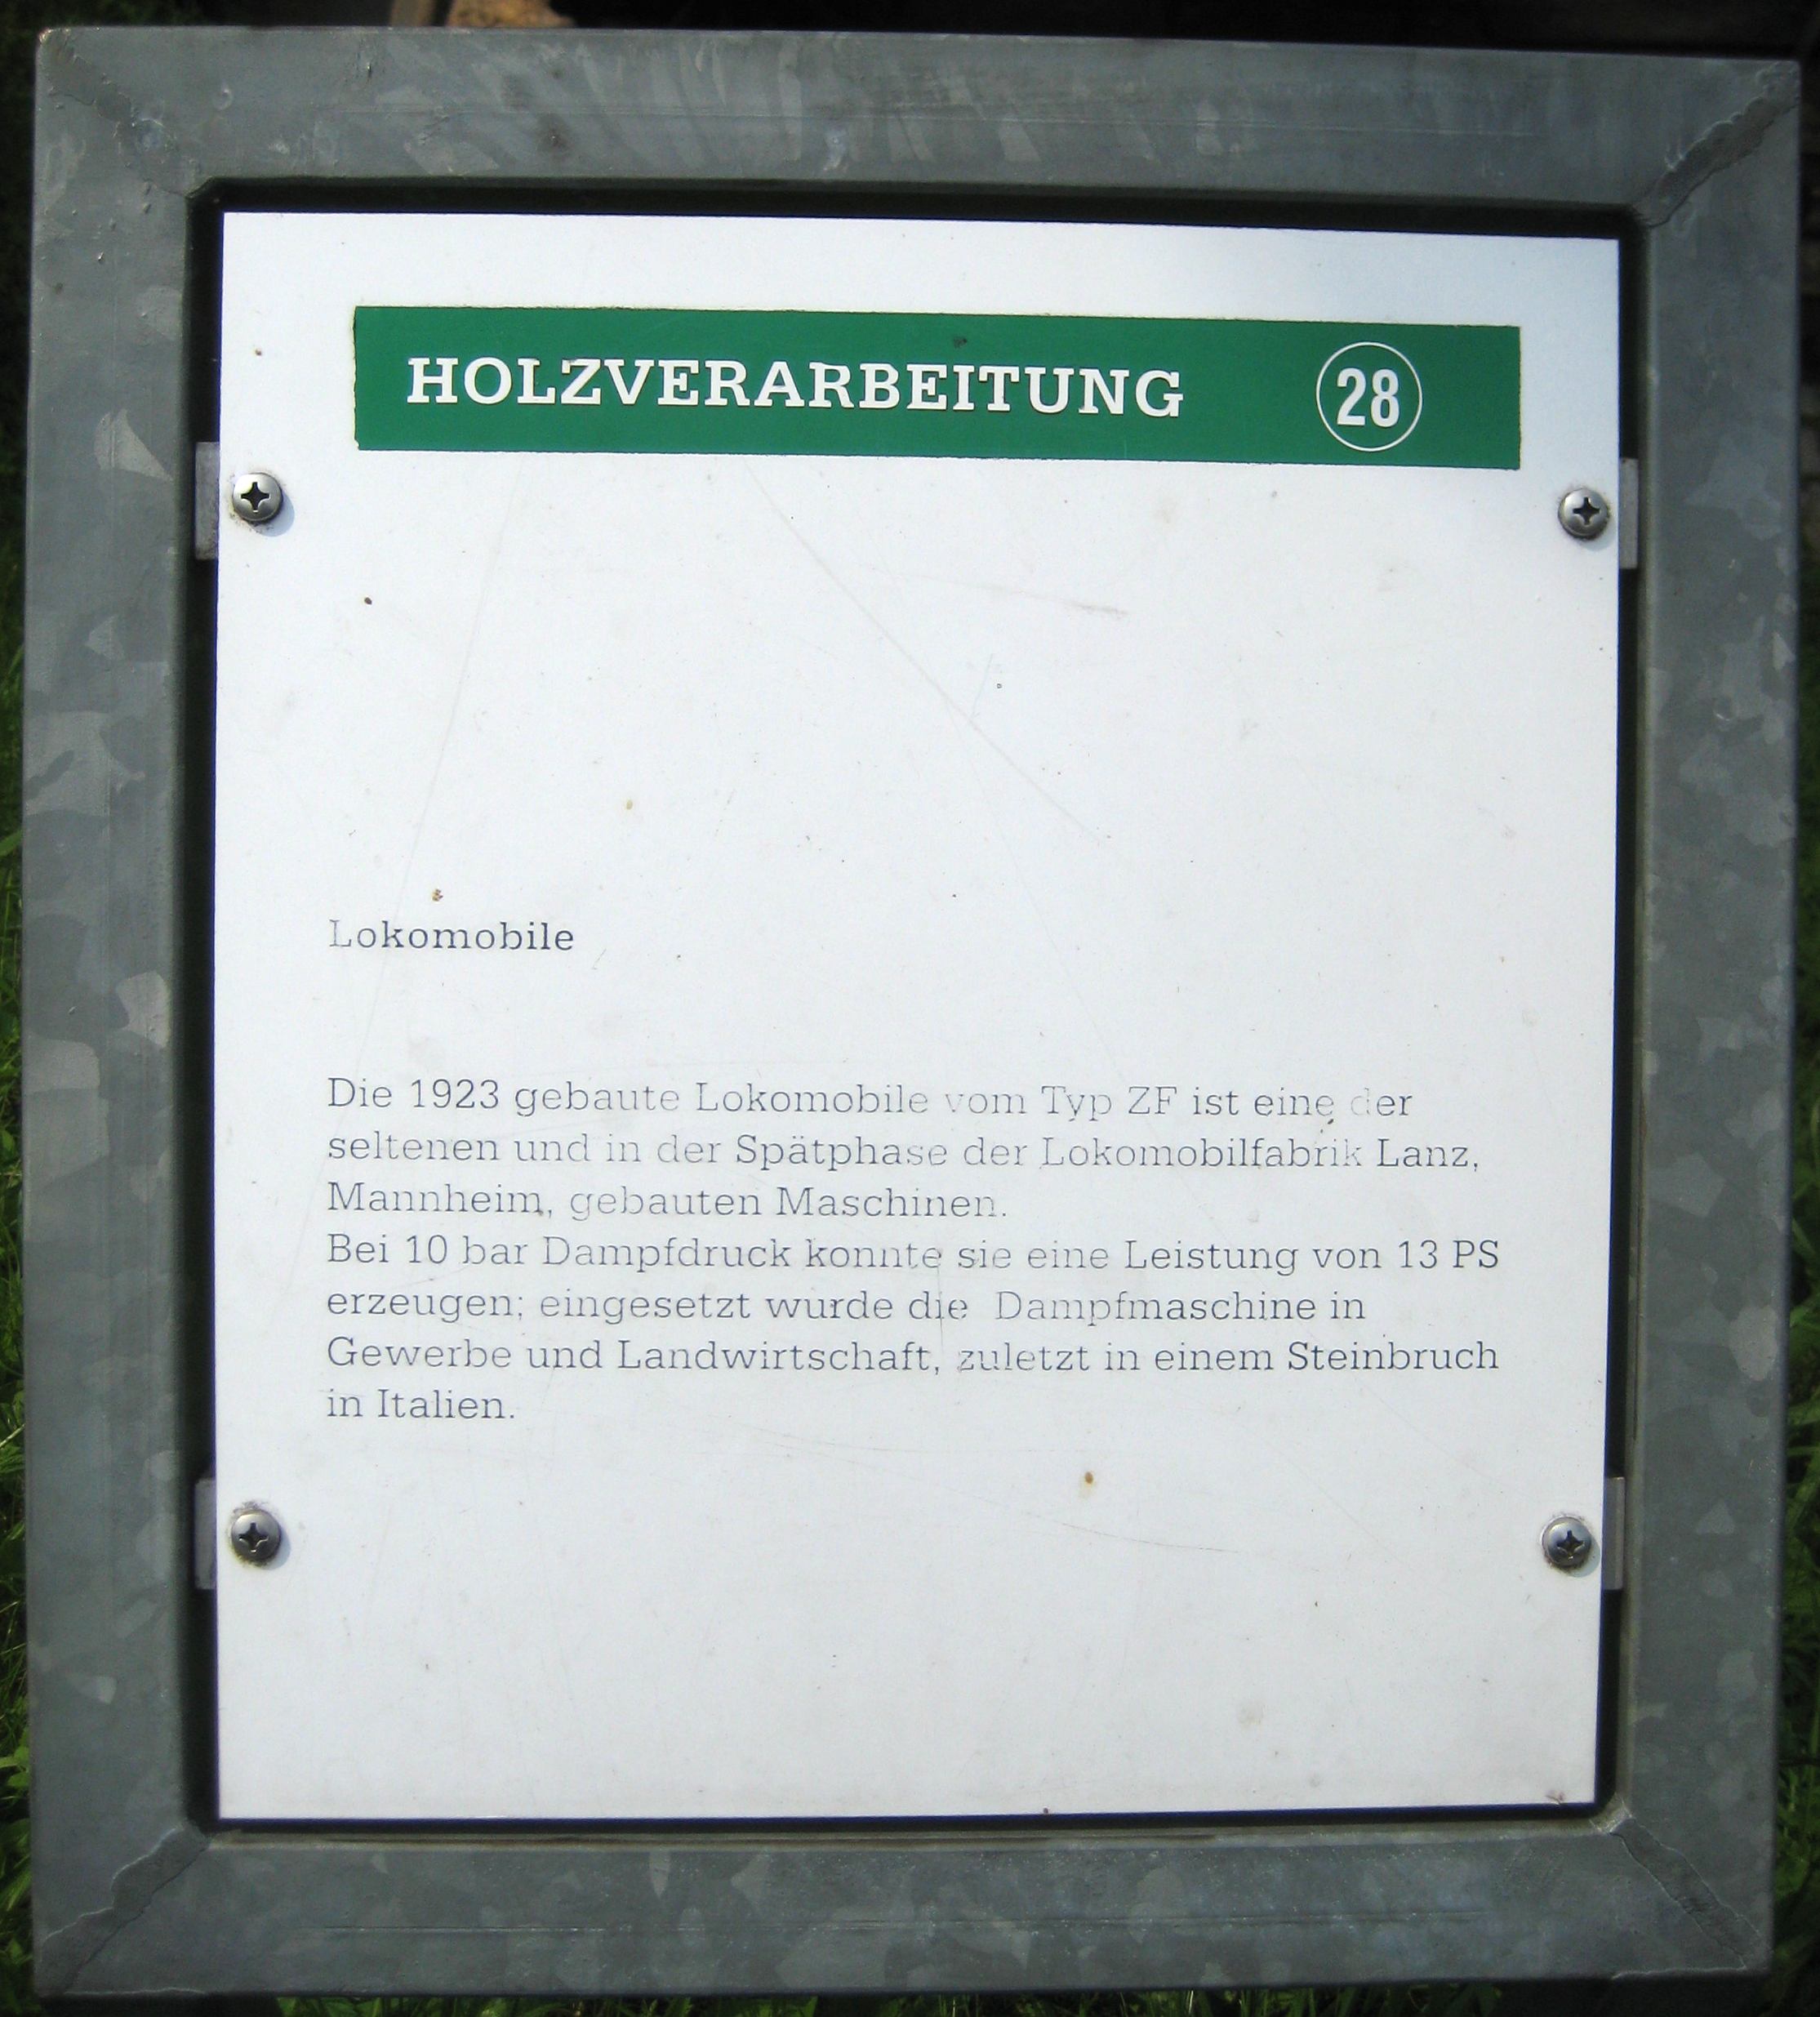 HOLZVERARBEITUNG 28
Lokomobile
Die 1923 gebaute Lokomobile vom Typ ZF ist eine der
seltenen und in der Spätphase der Lokomobilfabrik Lanz,
Mannheim, gebauten Maschinen.
Bei 10 bar Dampfdruck konnte sie eine Leistung von 13 PS
erzeugen; eingesetzt wurde die Dampfmaschine in
Gewerbe und Landwirtschaft, zuletzt in einem Steinbruch
in Italien.